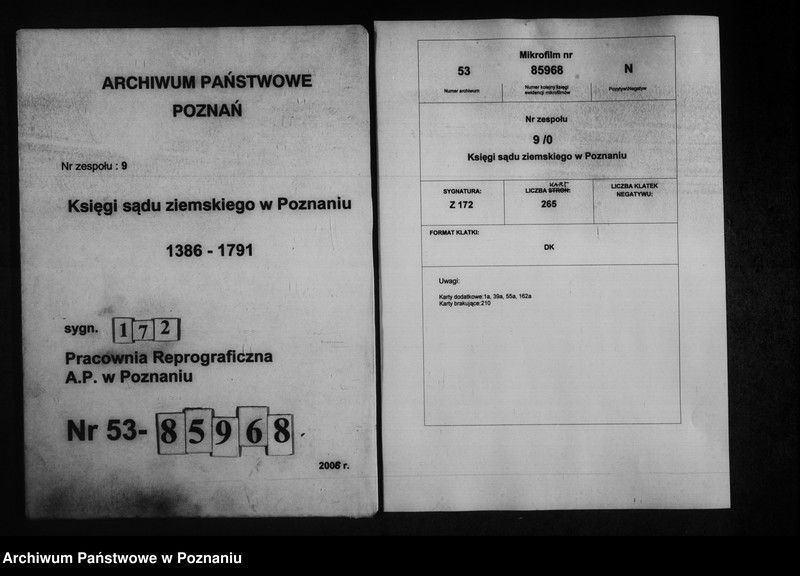 ARCHIWUM PAŃSTWOWE
POZNAŃ
Nr zespołu : 9
Księgi sądu ziemskiego w Poznaniu
1386 - 1791
sygn. 172
Pracownia Reprograficzna
A.P. w Poznaniu
Nr 53-85968
2006 r.
Mikrofilm nr
53 85968 N
Numer archiwum
Numer kolejny księgi
ewidencji mikrofilmów
Pozytyw\Negatyw
Nr zespołu
9 /0
Księgi sądu ziemskiego w Poznaniu
SYGNATURA:
Z 172
KART
LICZBA STRON:
265
LICZBA KLATEK
NEGATYWU:
FORMAT KLATKI:
DK
Uwagi:
Karty dodatkowe:1a, 39a, 55a, 162a
Karty brakujące:210
Archiwum Państwowe w Poznaniu